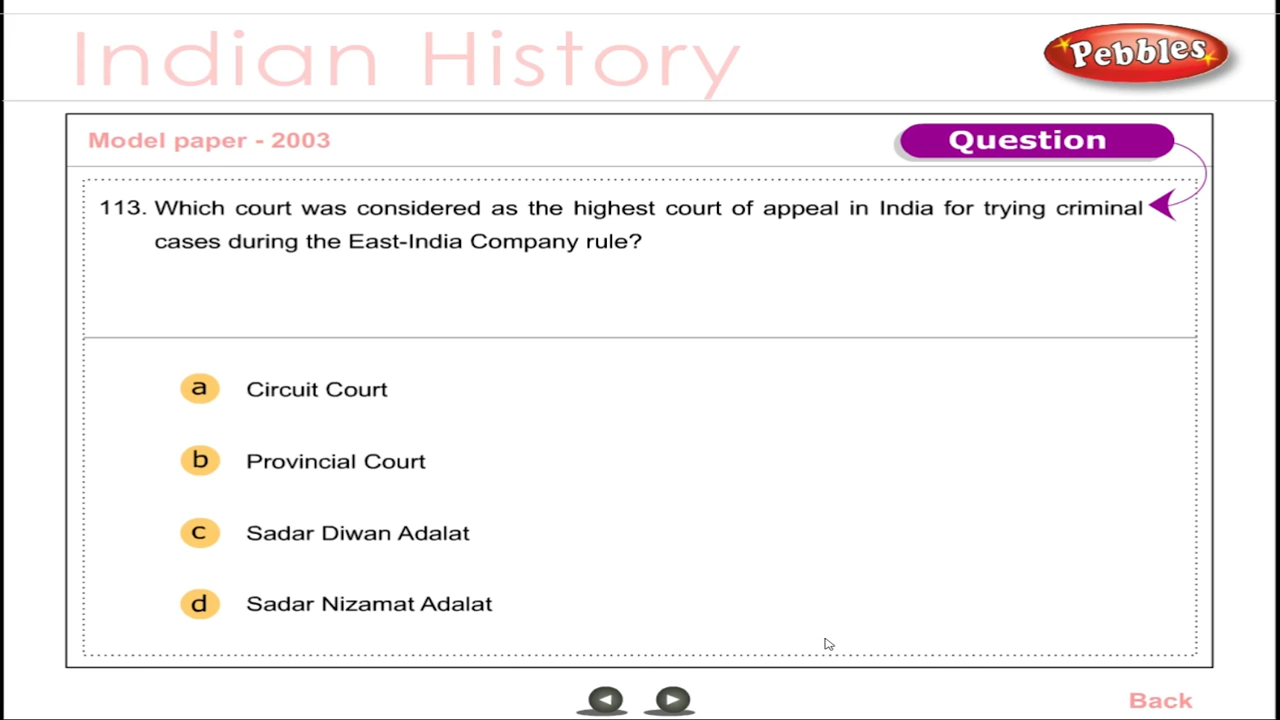 Indian History
Pebbles
Model paper - 2003
Question
113. Which court was considered as the highest court of appeal in India for trying criminal
cases during the East-India Company rule?
a Circuit Court
b Provincial Court
c Sadar Diwan Adalat
d Sadar Nizamat Adalat
Back